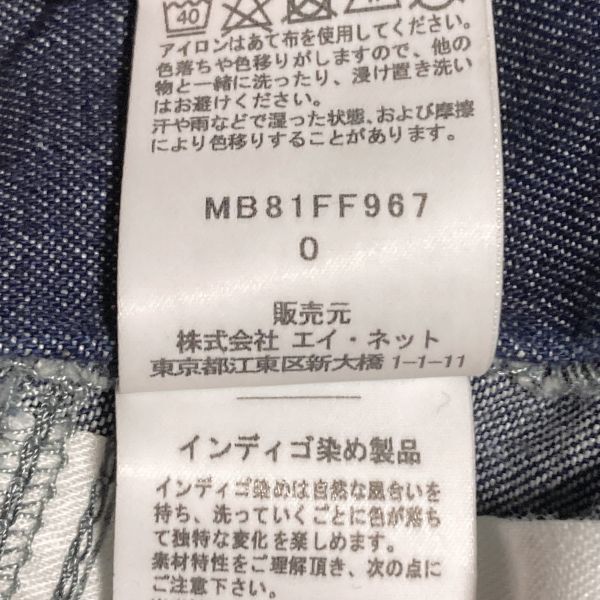 40
アイロンはあて布を使用してください。
色落ちや色移りがしますので、他の
物と一緒に洗ったり、浸け置き洗い
はお避けください。
汗や雨などで湿った状態、および摩擦
により色移りすることがあります。
MB81FF967
0
販売元
株式会社 エイ・ネット
東京都江東区新大橋 1-1-11
インディゴ染め製品
インディゴ染めは自然な風合いを
持ち、洗っていくごとに色が落ち
て独特な変化を楽しめます。
素材特性をご理解頂き、次の点に
ご注意下さい。